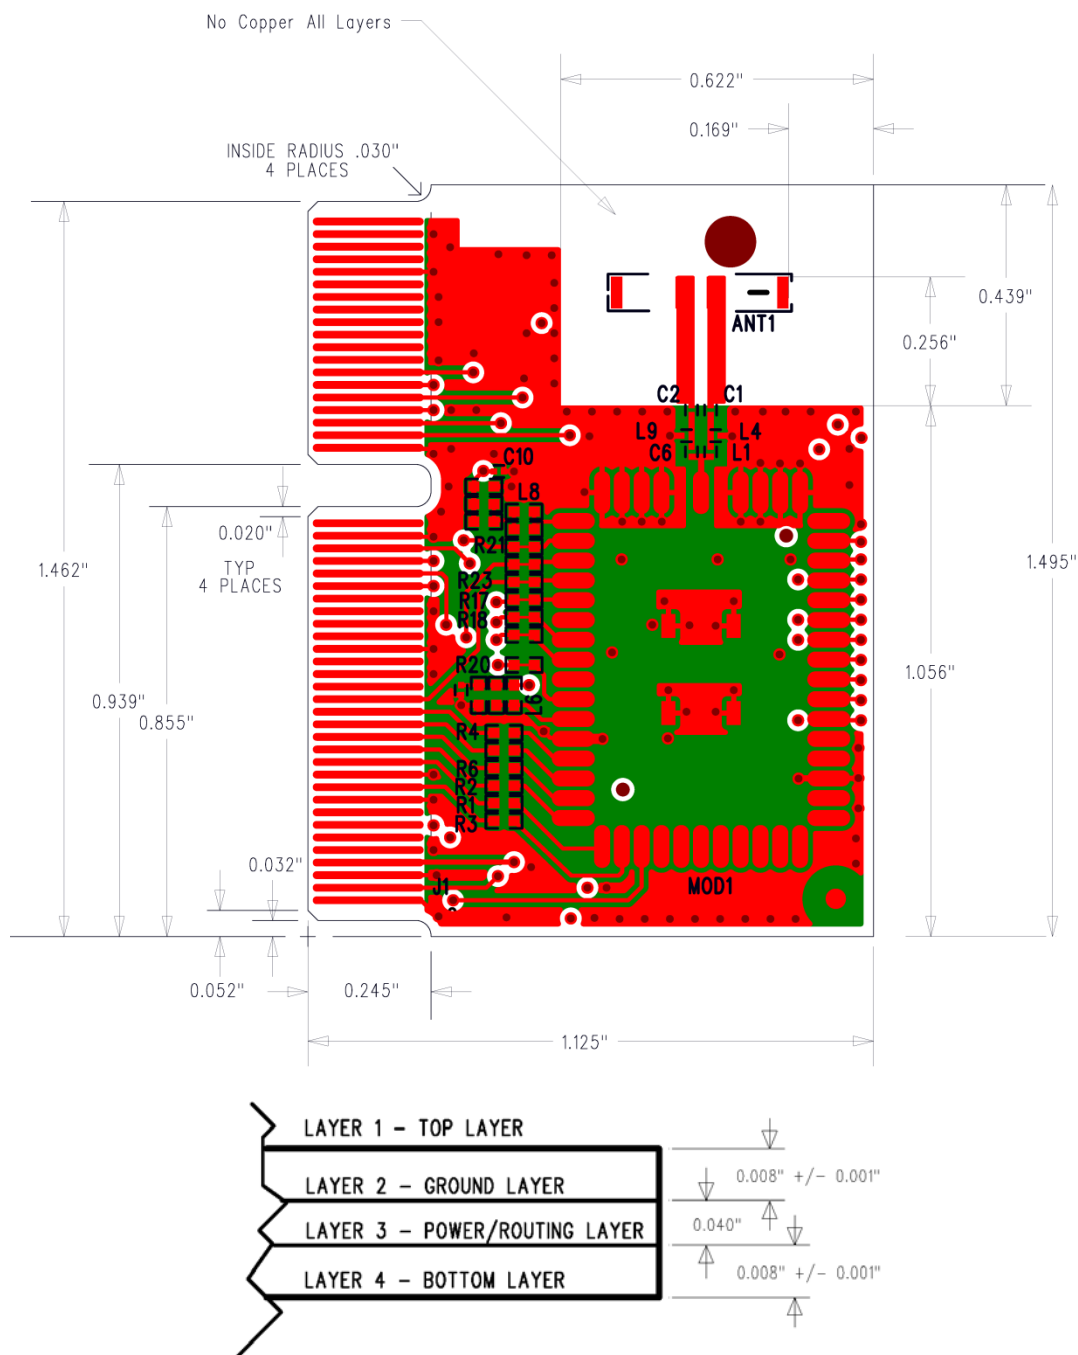 No Copper All Layers
0.622"
0.169"
INSIDE RADIUS .030"
4 PLACES
0.439"
0.256"
ANT1
C2
C1
L9
L4
C6
L1
C10
L8
0.020"
TYP
4 PLACES
1.462"
R21
1.495"
R23
R17
R18
R20
1.056"
0.939"
0.855"
L6
R4
R6
R2
R1
R3
0.032"
J1
MOD1
0.052"
0.245"
1.125"
LAYER 1 - TOP LAYER
0.008" +/- 0.001"
LAYER 2 - GROUND LAYER
0.040"
LAYER 3 - POWER/ROUTING LAYER
LAYER 4 - BOTTOM LAYER
0.008" +/- 0.001"